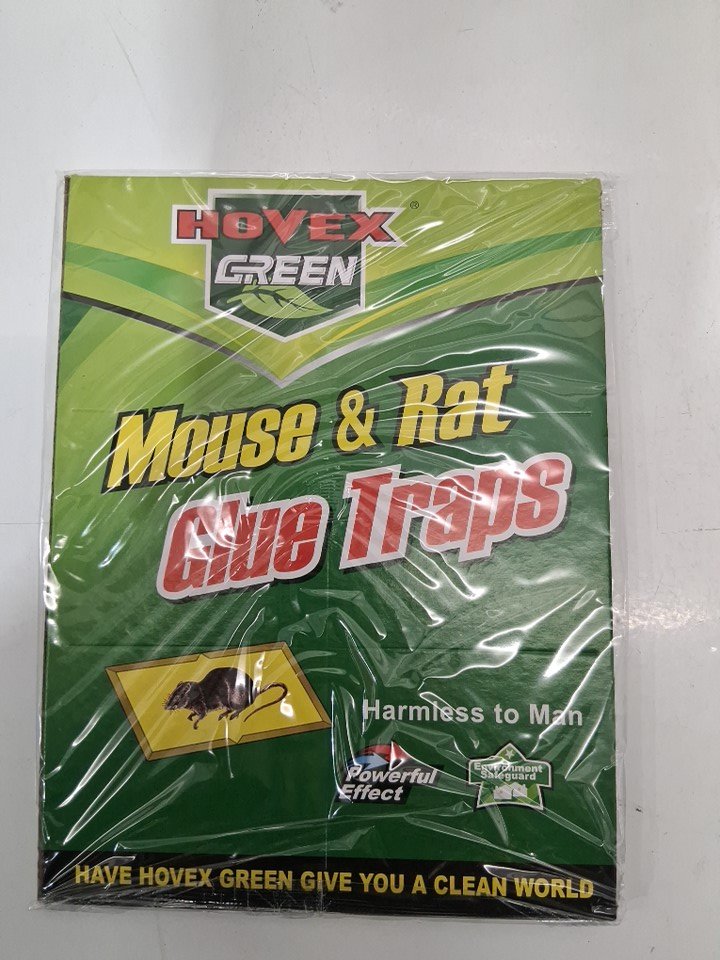 HOVEX ®
GREEN
Mouse & Rat
Glue Traps
Harmless to Man
Powerful
Effect
Environment
Safeguard
HAVE HOVEX GREEN GIVE YOU A CLEAN WORLD